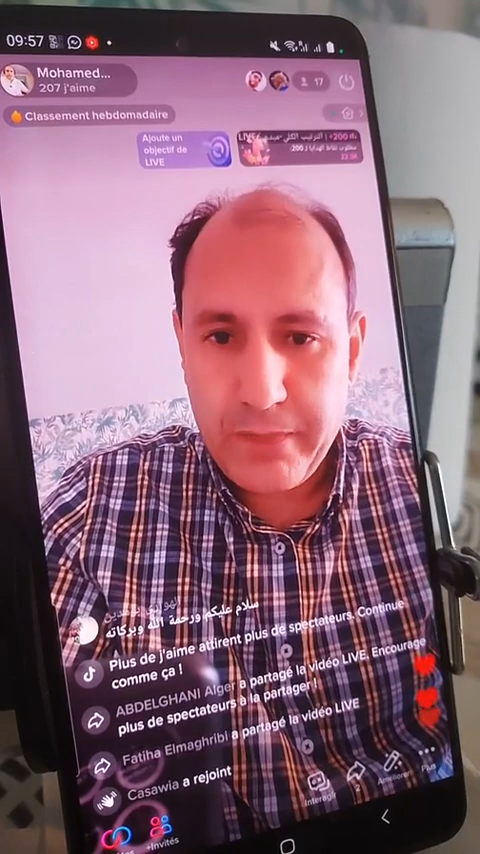 09:57
Mohamed...
207 j'aime
17
Classement hebdomadaire
Ajoute un
objectif de
LIVE
سلام عليكم ورحمة الله وبركاته
Plus de j'aime attirent plus de spectateurs. Continue
comme ça !
ABDELGHANI Alger a partagé la vidéo LIVE. Encourage
plus de spectateurs à la partager !
Fatiha Elmaghribi a partagé la vidéo LIVE
Casawia a rejoint
+Invités
Interagir
2
Améliorer
Plus